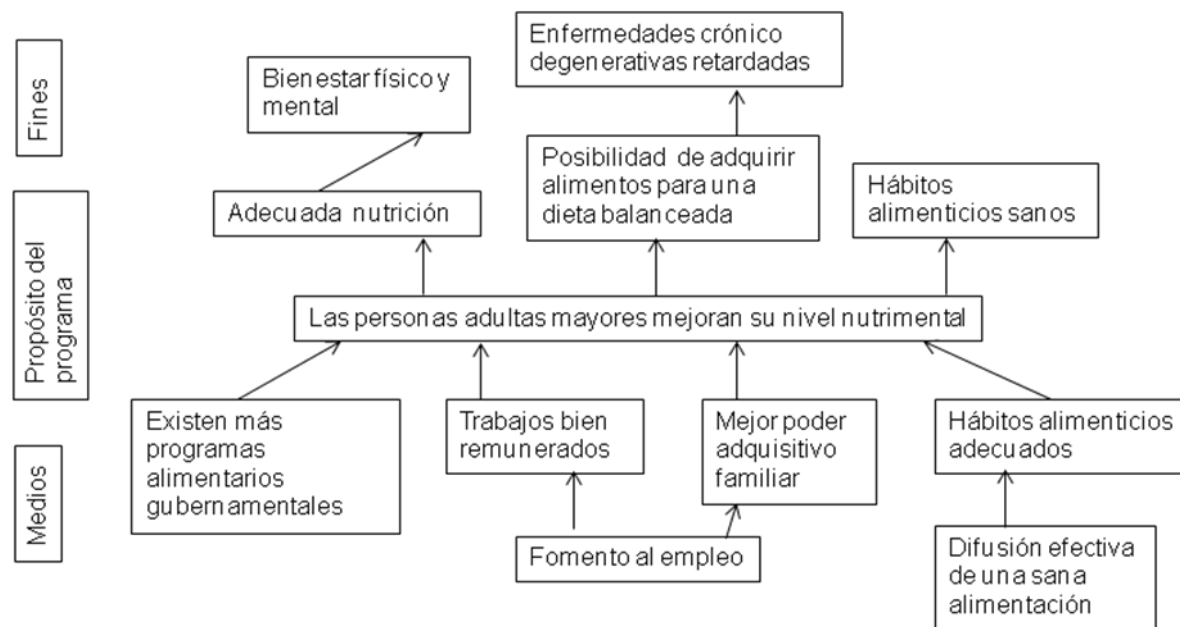 Fines
Bienestar físico y
mental
Enfermedades crónico
degenerativas retardadas
Propósito del
programa
Adecuada nutrición
Posibilidad de adquirir
alimentos para una
dieta balanceada
Hábitos
alimenticios sanos
Las personas adultas mayores mejoran su nivel nutrimental
Medios
Existen más
programas
alimentarios
gubernamentales
Trabajos bien
remunerados
Mejor poder
adquisitivo
familiar
Hábitos alimenticios
adecuados
Fomento al empleo
Difusión efectiva
de una sana
alimentación